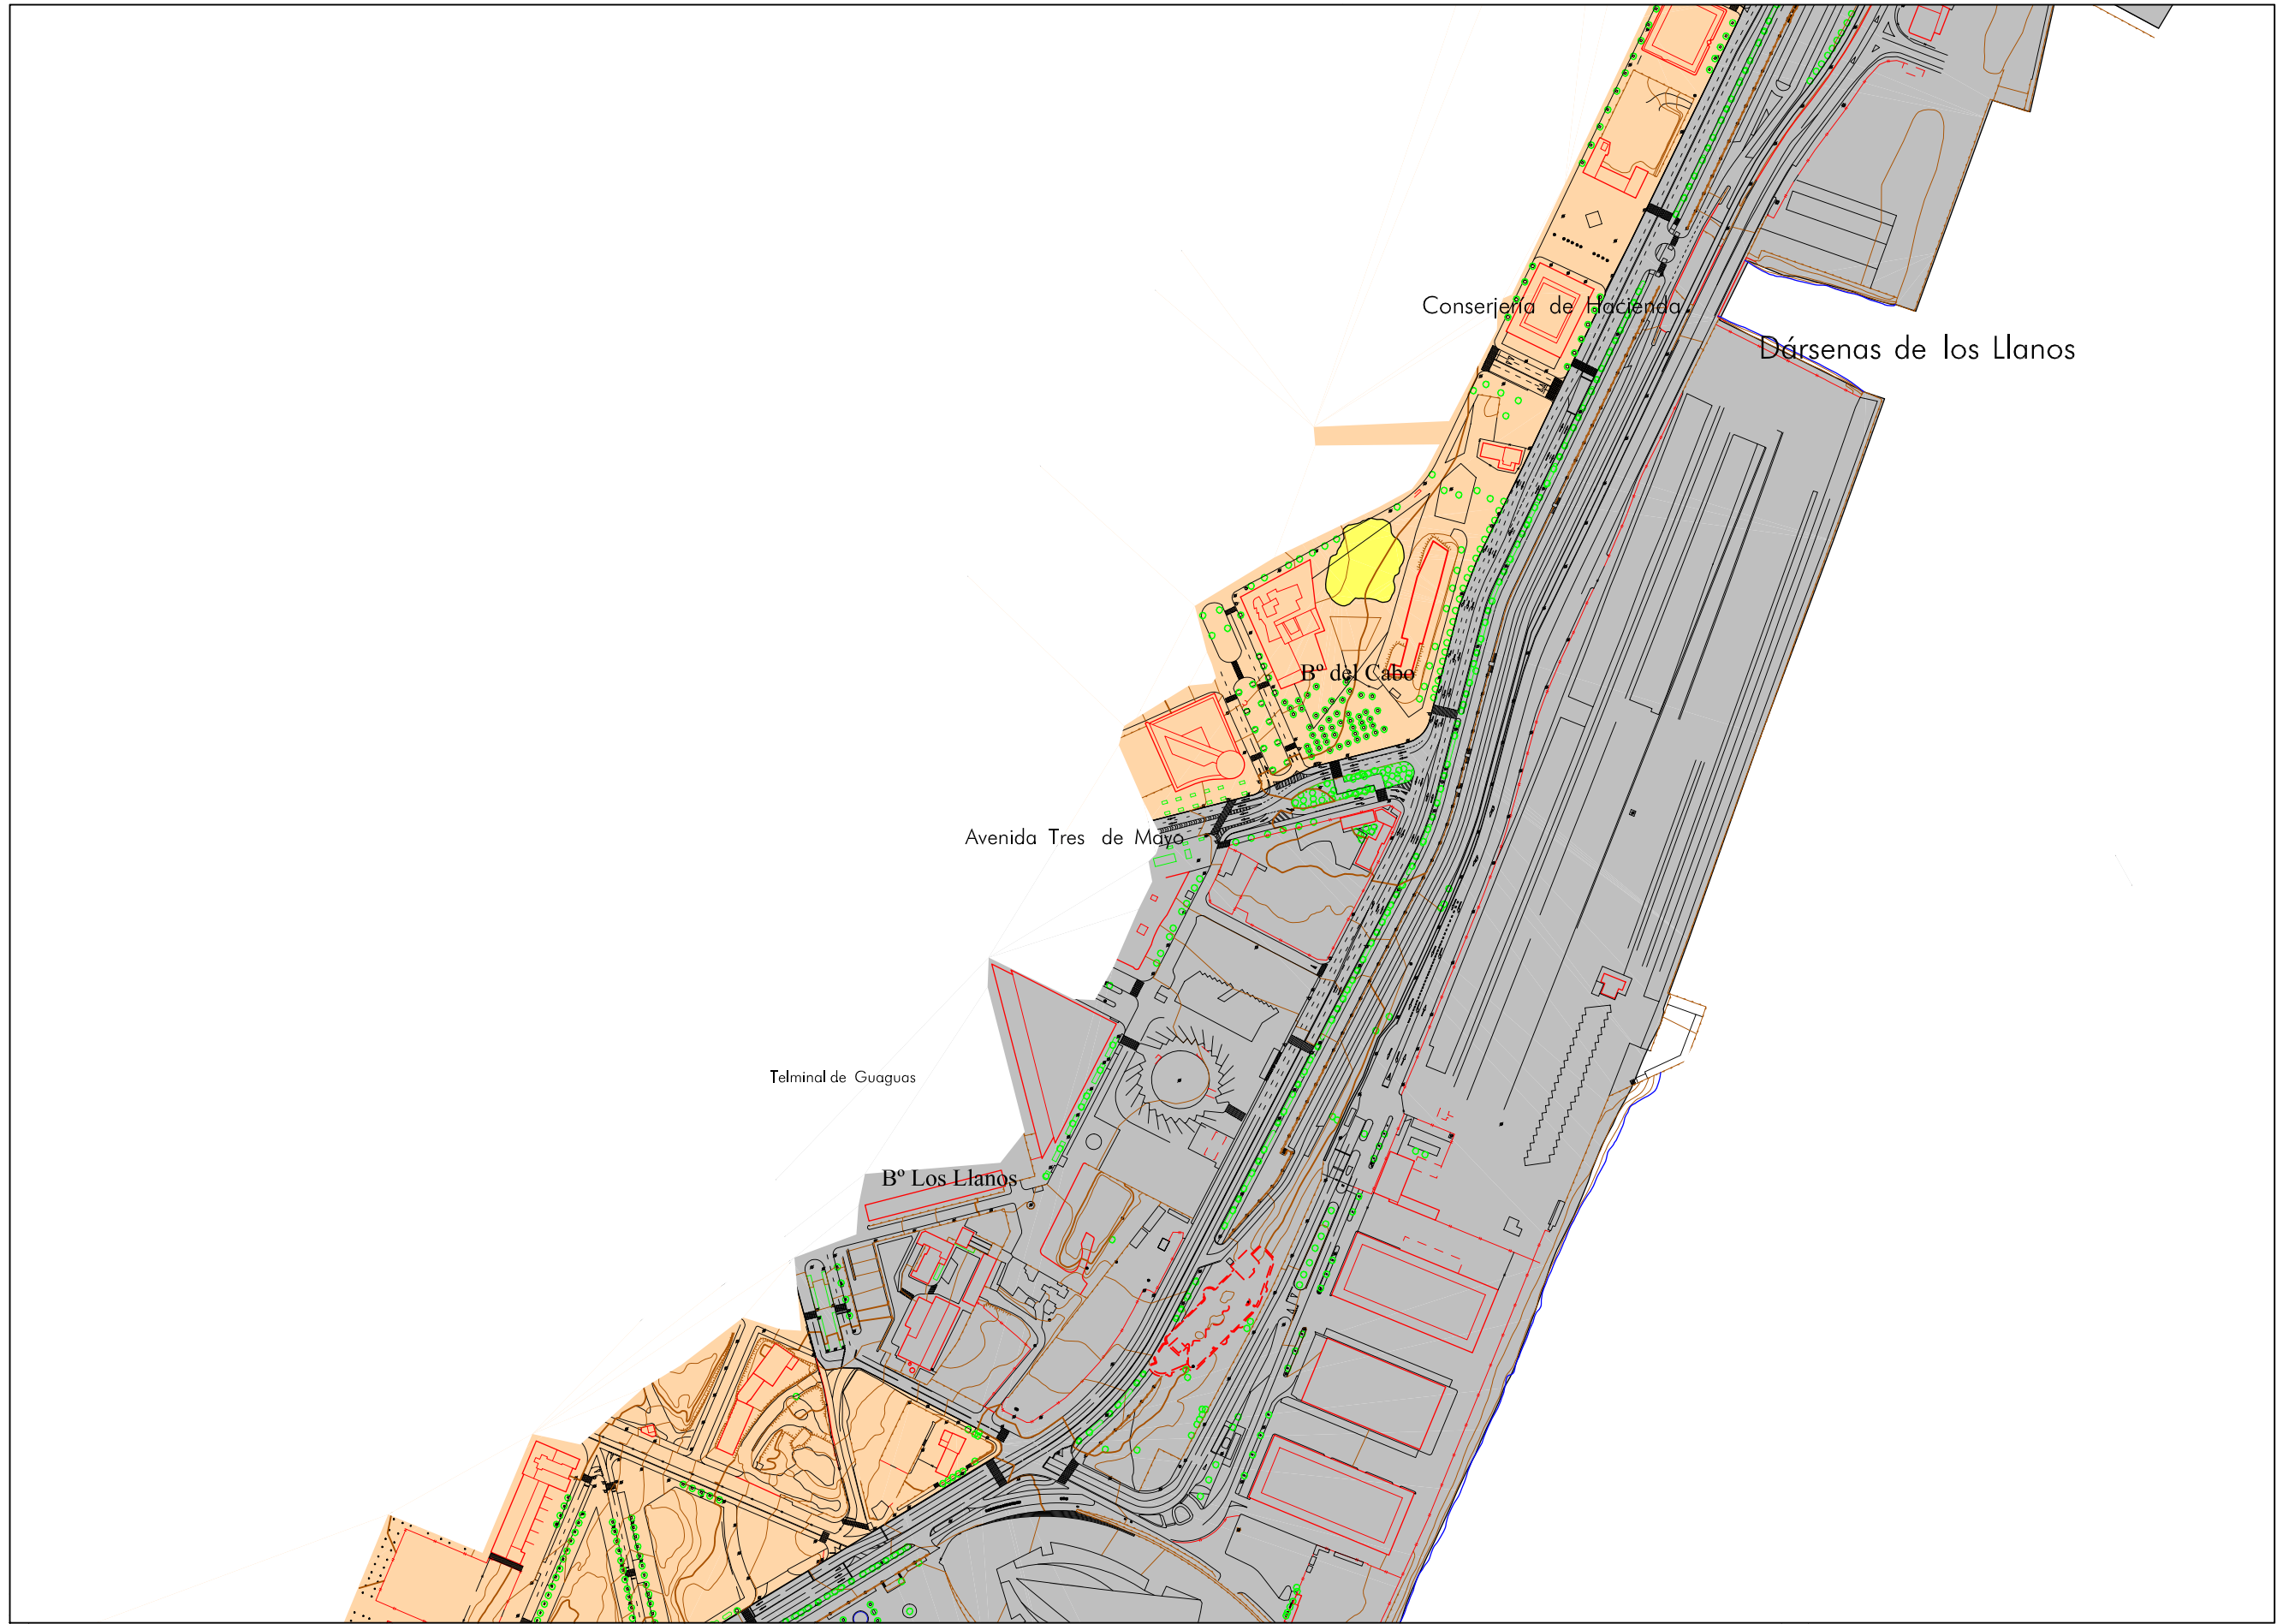 Conserjería de Hacienda
Dársenas de los Llanos
Bº del Cabo
Avenida Tres de Mayo
Telminal de Guaguas
Bº Los Llanos